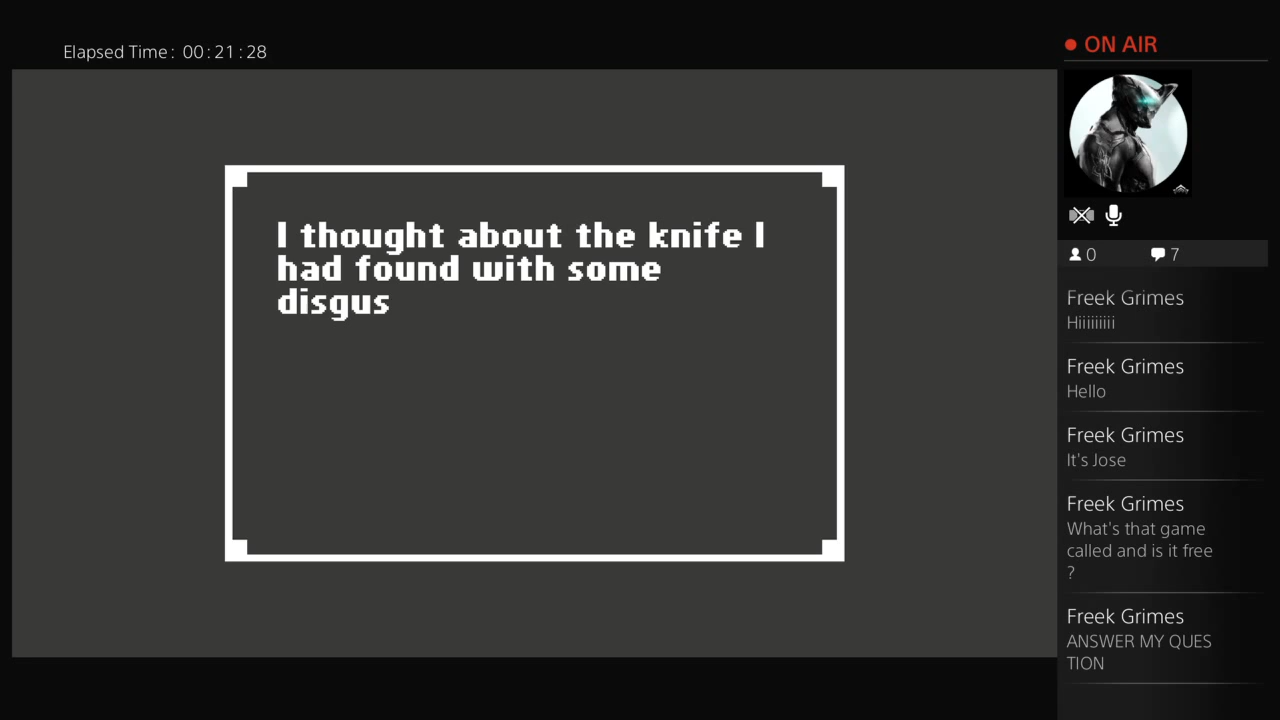 Elapsed Time: 00:21:28
ON AIR
I thought about the knife I
had found with some
disgus
0
7
Freek Grimes
Hiiiiiiiii
Freek Grimes
Hello
Freek Grimes
It's Jose
Freek Grimes
What's that game
called and is it free
?
Freek Grimes
ANSWER MY QUES
TION